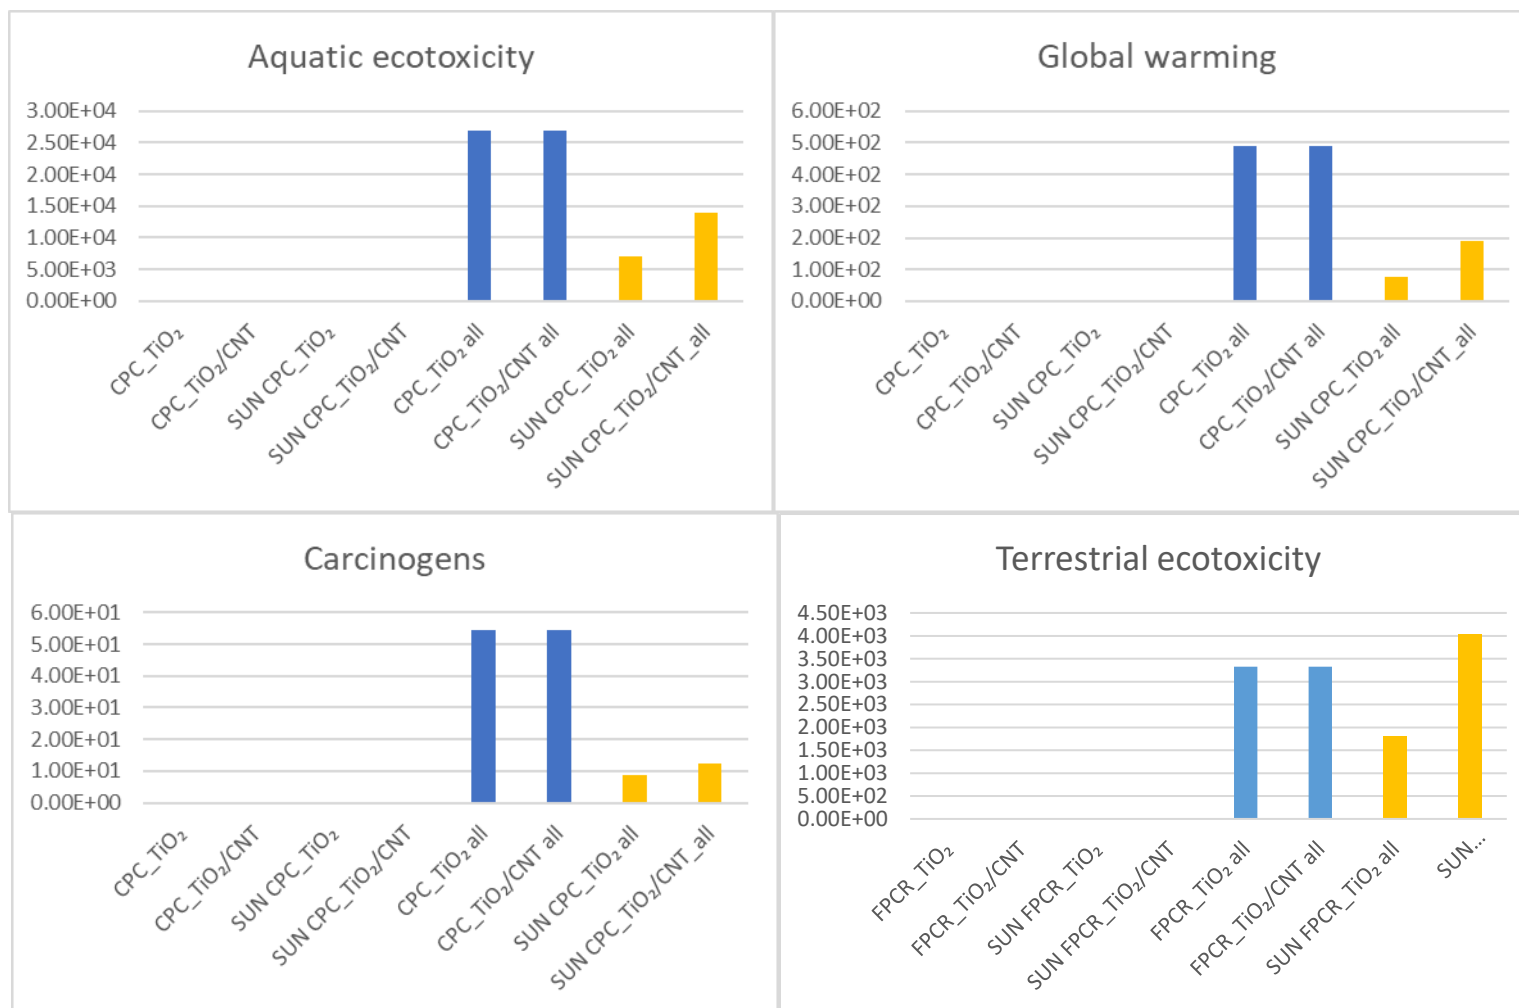 Aquatic ecotoxicity
3.00E+04
2.50E+04
2.00E+04
1.50E+04
1.00E+04
5.00E+03
0.00E+00
CPC_TiO₂
CPC_TiO₂/CNT
SUN CPC_TiO₂
SUN CPC_TiO₂/CNT
CPC_TiO₂ all
CPC_TiO₂/CNT all
SUN CPC_TiO₂ all
SUN CPC_TiO₂/CNT_all
Global warming
6.00E+02
5.00E+02
4.00E+02
3.00E+02
2.00E+02
1.00E+02
0.00E+00
CPC_TiO₂
CPC_TiO₂/CNT
SUN CPC_TiO₂
SUN CPC_TiO₂/CNT
CPC_TiO₂ all
CPC_TiO₂/CNT all
SUN CPC_TiO₂ all
SUN CPC_TiO₂/CNT_all
Carcinogens
6.00E+01
5.00E+01
4.00E+01
3.00E+01
2.00E+01
1.00E+01
0.00E+00
CPC_TiO₂
CPC_TiO₂/CNT
SUN CPC_TiO₂
SUN CPC_TiO₂/CNT
CPC_TiO₂ all
CPC_TiO₂/CNT all
SUN CPC_TiO₂ all
SUN CPC_TiO₂/CNT_all
Terrestrial ecotoxicity
4.50E+03
4.00E+03
3.50E+03
3.00E+03
2.50E+03
2.00E+03
1.50E+03
1.00E+03
5.00E+02
0.00E+00
FPCR_TiO₂
FPCR_TiO₂/CNT
SUN FPCR_TiO₂
SUN FPCR_TiO₂/CNT
FPCR_TiO₂ all
FPCR_TiO₂/CNT all
SUN FPCR_TiO₂ all
SUN...